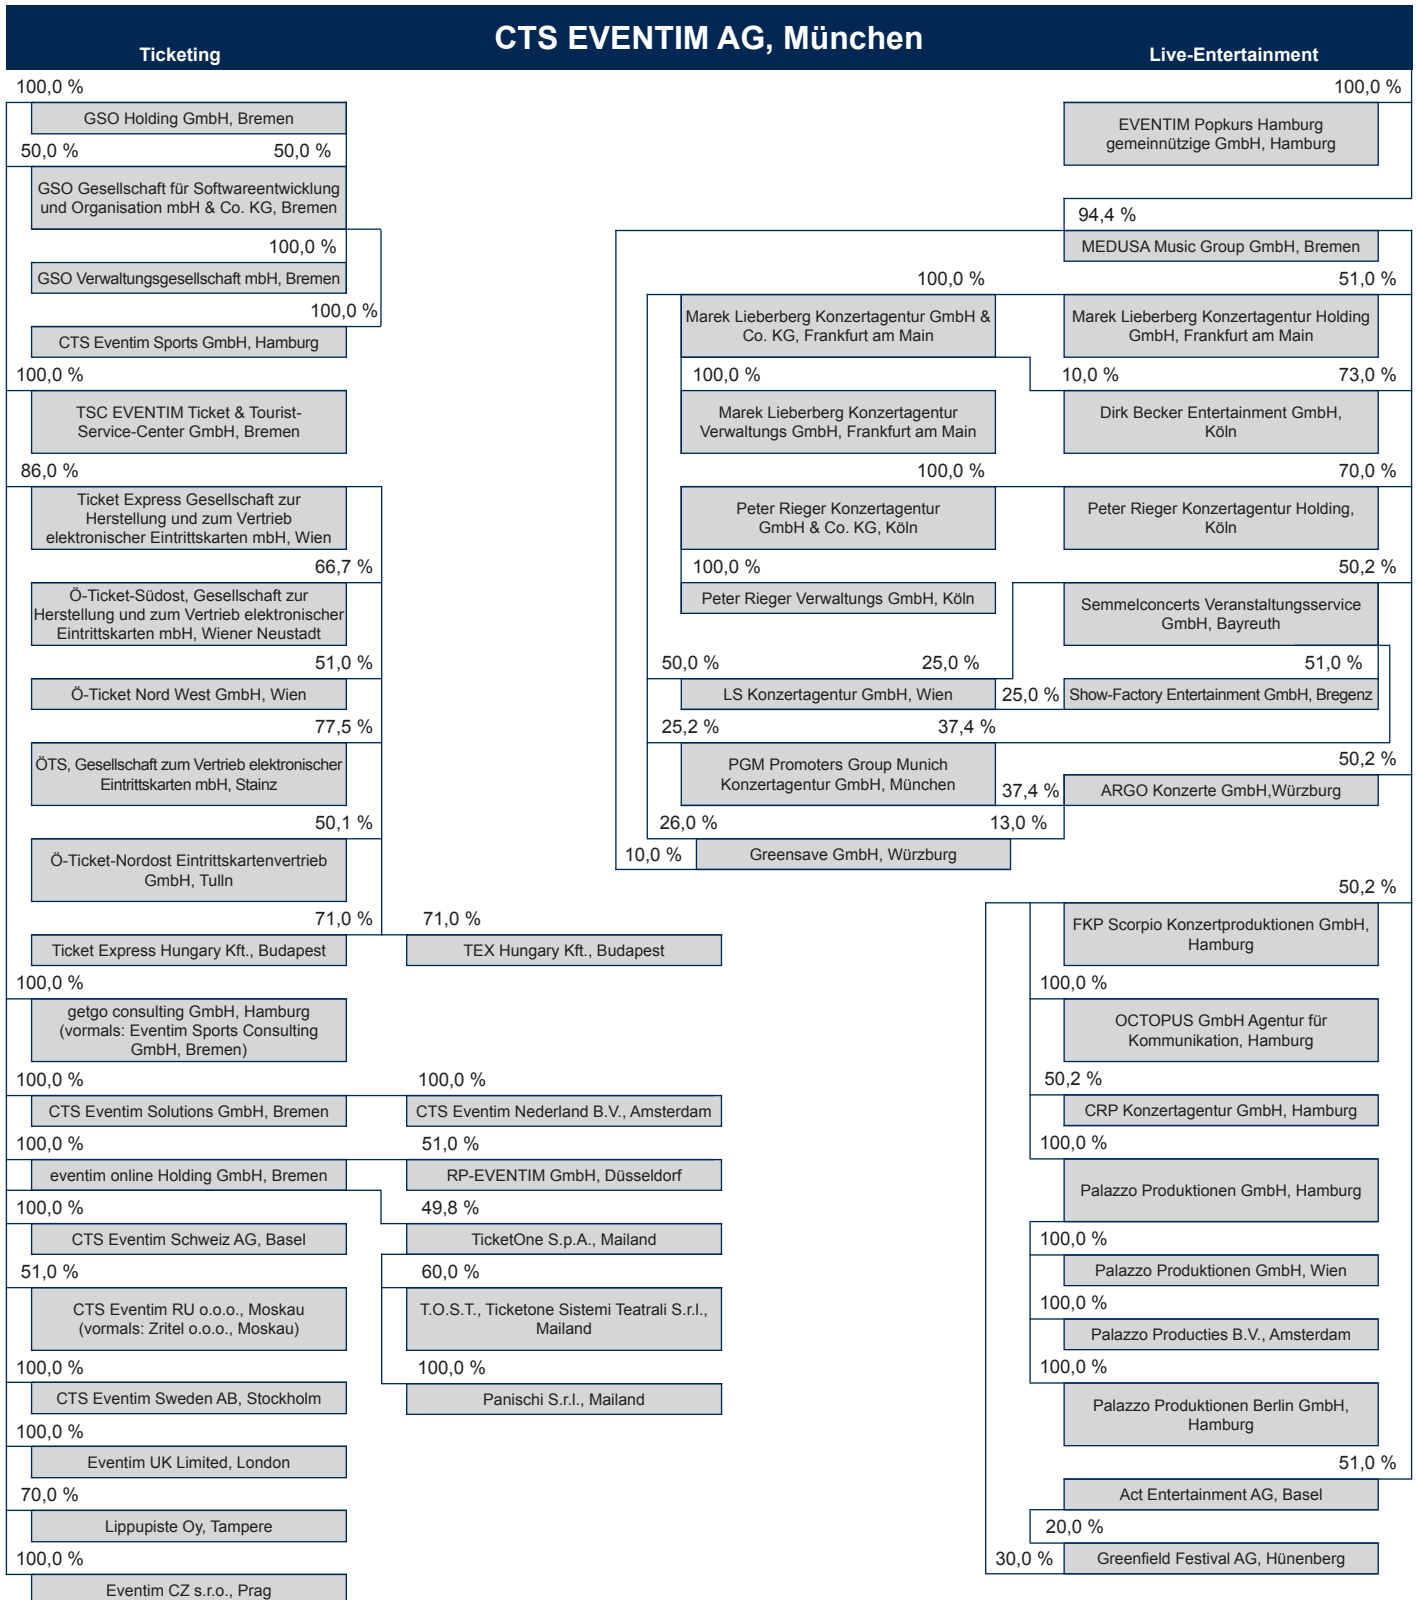 CTS EVENTIM AG, München
Ticketing
Live-Entertainment
100,0 %
GSO Holding GmbH, Bremen
50,0 %
50,0 %
GSO Gesellschaft für Softwareentwicklung
und Organisation mbH & Co. KG, Bremen
100,0 %
GSO Verwaltungsgesellschaft mbH, Bremen
100,0 %
CTS Eventim Sports GmbH, Hamburg
100,0 %
TSC EVENTIM Ticket & Tourist-
Service-Center GmbH, Bremen
86,0 %
Ticket Express Gesellschaft zur
Herstellung und zum Vertrieb
elektronischer Eintrittskarten mbH, Wien
66,7 %
Ö-Ticket-Südost, Gesellschaft zur
Herstellung und zum Vertrieb elektronischer
Eintrittskarten mbH, Wiener Neustadt
51,0 %
Ö-Ticket Nord West GmbH, Wien
77,5 %
ÖTS, Gesellschaft zum Vertrieb elektronischer
Eintrittskarten mbH, Stainz
50,1 %
Ö-Ticket-Nordost Eintrittskartenvertrieb
GmbH, Tulln
71,0 %
Ticket Express Hungary Kft., Budapest
71,0 %
TEX Hungary Kft., Budapest
100,0 %
getgo consulting GmbH, Hamburg
(vormals: Eventim Sports Consulting
GmbH, Bremen)
100,0 %
CTS Eventim Solutions GmbH, Bremen
100,0 %
CTS Eventim Nederland B.V., Amsterdam
100,0 %
eventim online Holding GmbH, Bremen
51,0 %
RP-EVENTIM GmbH, Düsseldorf
49,8 %
TicketOne S.p.A., Mailand
60,0 %
T.O.S.T., Ticketone Sistemi Teatrali S.r.l.,
Mailand
100,0 %
Panischi S.r.l., Mailand
100,0 %
CTS Eventim Schweiz AG, Basel
51,0 %
CTS Eventim RU o.o.o., Moskau
(vormals: Zritel o.o.o., Moskau)
100,0 %
CTS Eventim Sweden AB, Stockholm
100,0 %
Eventim UK Limited, London
70,0 %
Lippupiste Oy, Tampere
100,0 %
Eventim CZ s.r.o., Prag
100,0 %
EVENTIM Popkurs Hamburg
gemeinnützige GmbH, Hamburg
94,4 %
MEDUSA Music Group GmbH, Bremen
100,0 %
51,0 %
Marek Lieberberg Konzertagentur GmbH &
Co. KG, Frankfurt am Main
Marek Lieberberg Konzertagentur Holding
GmbH, Frankfurt am Main
100,0 %
10,0 %
73,0 %
Marek Lieberberg Konzertagentur
Verwaltungs GmbH, Frankfurt am Main
Dirk Becker Entertainment GmbH,
Köln
100,0 %
70,0 %
Peter Rieger Konzertagentur
GmbH & Co. KG, Köln
Peter Rieger Konzertagentur Holding,
Köln
100,0 %
50,2 %
Peter Rieger Verwaltungs GmbH, Köln
Semmelconcerts Veranstaltungsservice
GmbH, Bayreuth
50,0 %
25,0 %
51,0 %
LS Konzertagentur GmbH, Wien
25,0 %
Show-Factory Entertainment GmbH, Bregenz
25,2 %
37,4 %
PGM Promoters Group Munich
Konzertagentur GmbH, München
50,2 %
37,4 %
ARGO Konzerte GmbH,Würzburg
26,0 %
13,0 %
10,0 %
Greensave GmbH, Würzburg
50,2 %
FKP Scorpio Konzertproduktionen GmbH,
Hamburg
100,0 %
OCTOPUS GmbH Agentur für
Kommunikation, Hamburg
50,2 %
CRP Konzertagentur GmbH, Hamburg
100,0 %
Palazzo Produktionen GmbH, Hamburg
100,0 %
Palazzo Produktionen GmbH, Wien
100,0 %
Palazzo Producties B.V., Amsterdam
100,0 %
Palazzo Produktionen Berlin GmbH,
Hamburg
51,0 %
Act Entertainment AG, Basel
20,0 %
30,0 %
Greenfield Festival AG, Hünenberg